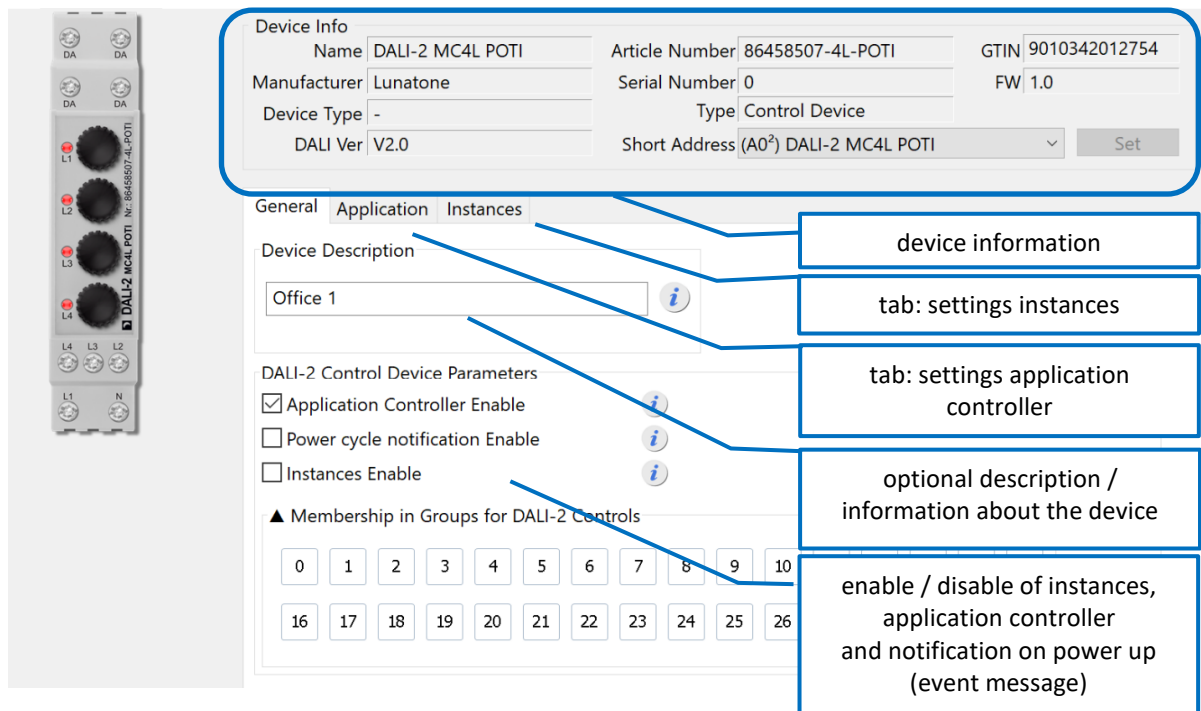 DA DA
DA DA
L1
L2
L3
L4
DALI-2 MC4L POTI Nr.: 86458507-4L-POTI
L4 L3 L2
L1 N
Device Info
Name DALI-2 MC4L POTI Article Number 86458507-4L-POTI GTIN 9010342012754
Manufacturer Lunatone Serial Number 0 FW 1.0
Device Type - Type Control Device
DALI Ver V2.0 Short Address (A0²) DALI-2 MC4L POTI Set
General Application Instances
device information
Device Description
Office 1 i
tab: settings instances
DALI-2 Control Device Parameters
Application Controller Enable i
Power cycle notification Enable i
Instances Enable i
tab: settings application
controller
optional description /
information about the device
▲ Membership in Groups for DALI-2 Controls
0 1 2 3 4 5 6 7 8 9 10
16 17 18 19 20 21 22 23 24 25 26
enable / disable of instances,
application controller
and notification on power up
(event message)